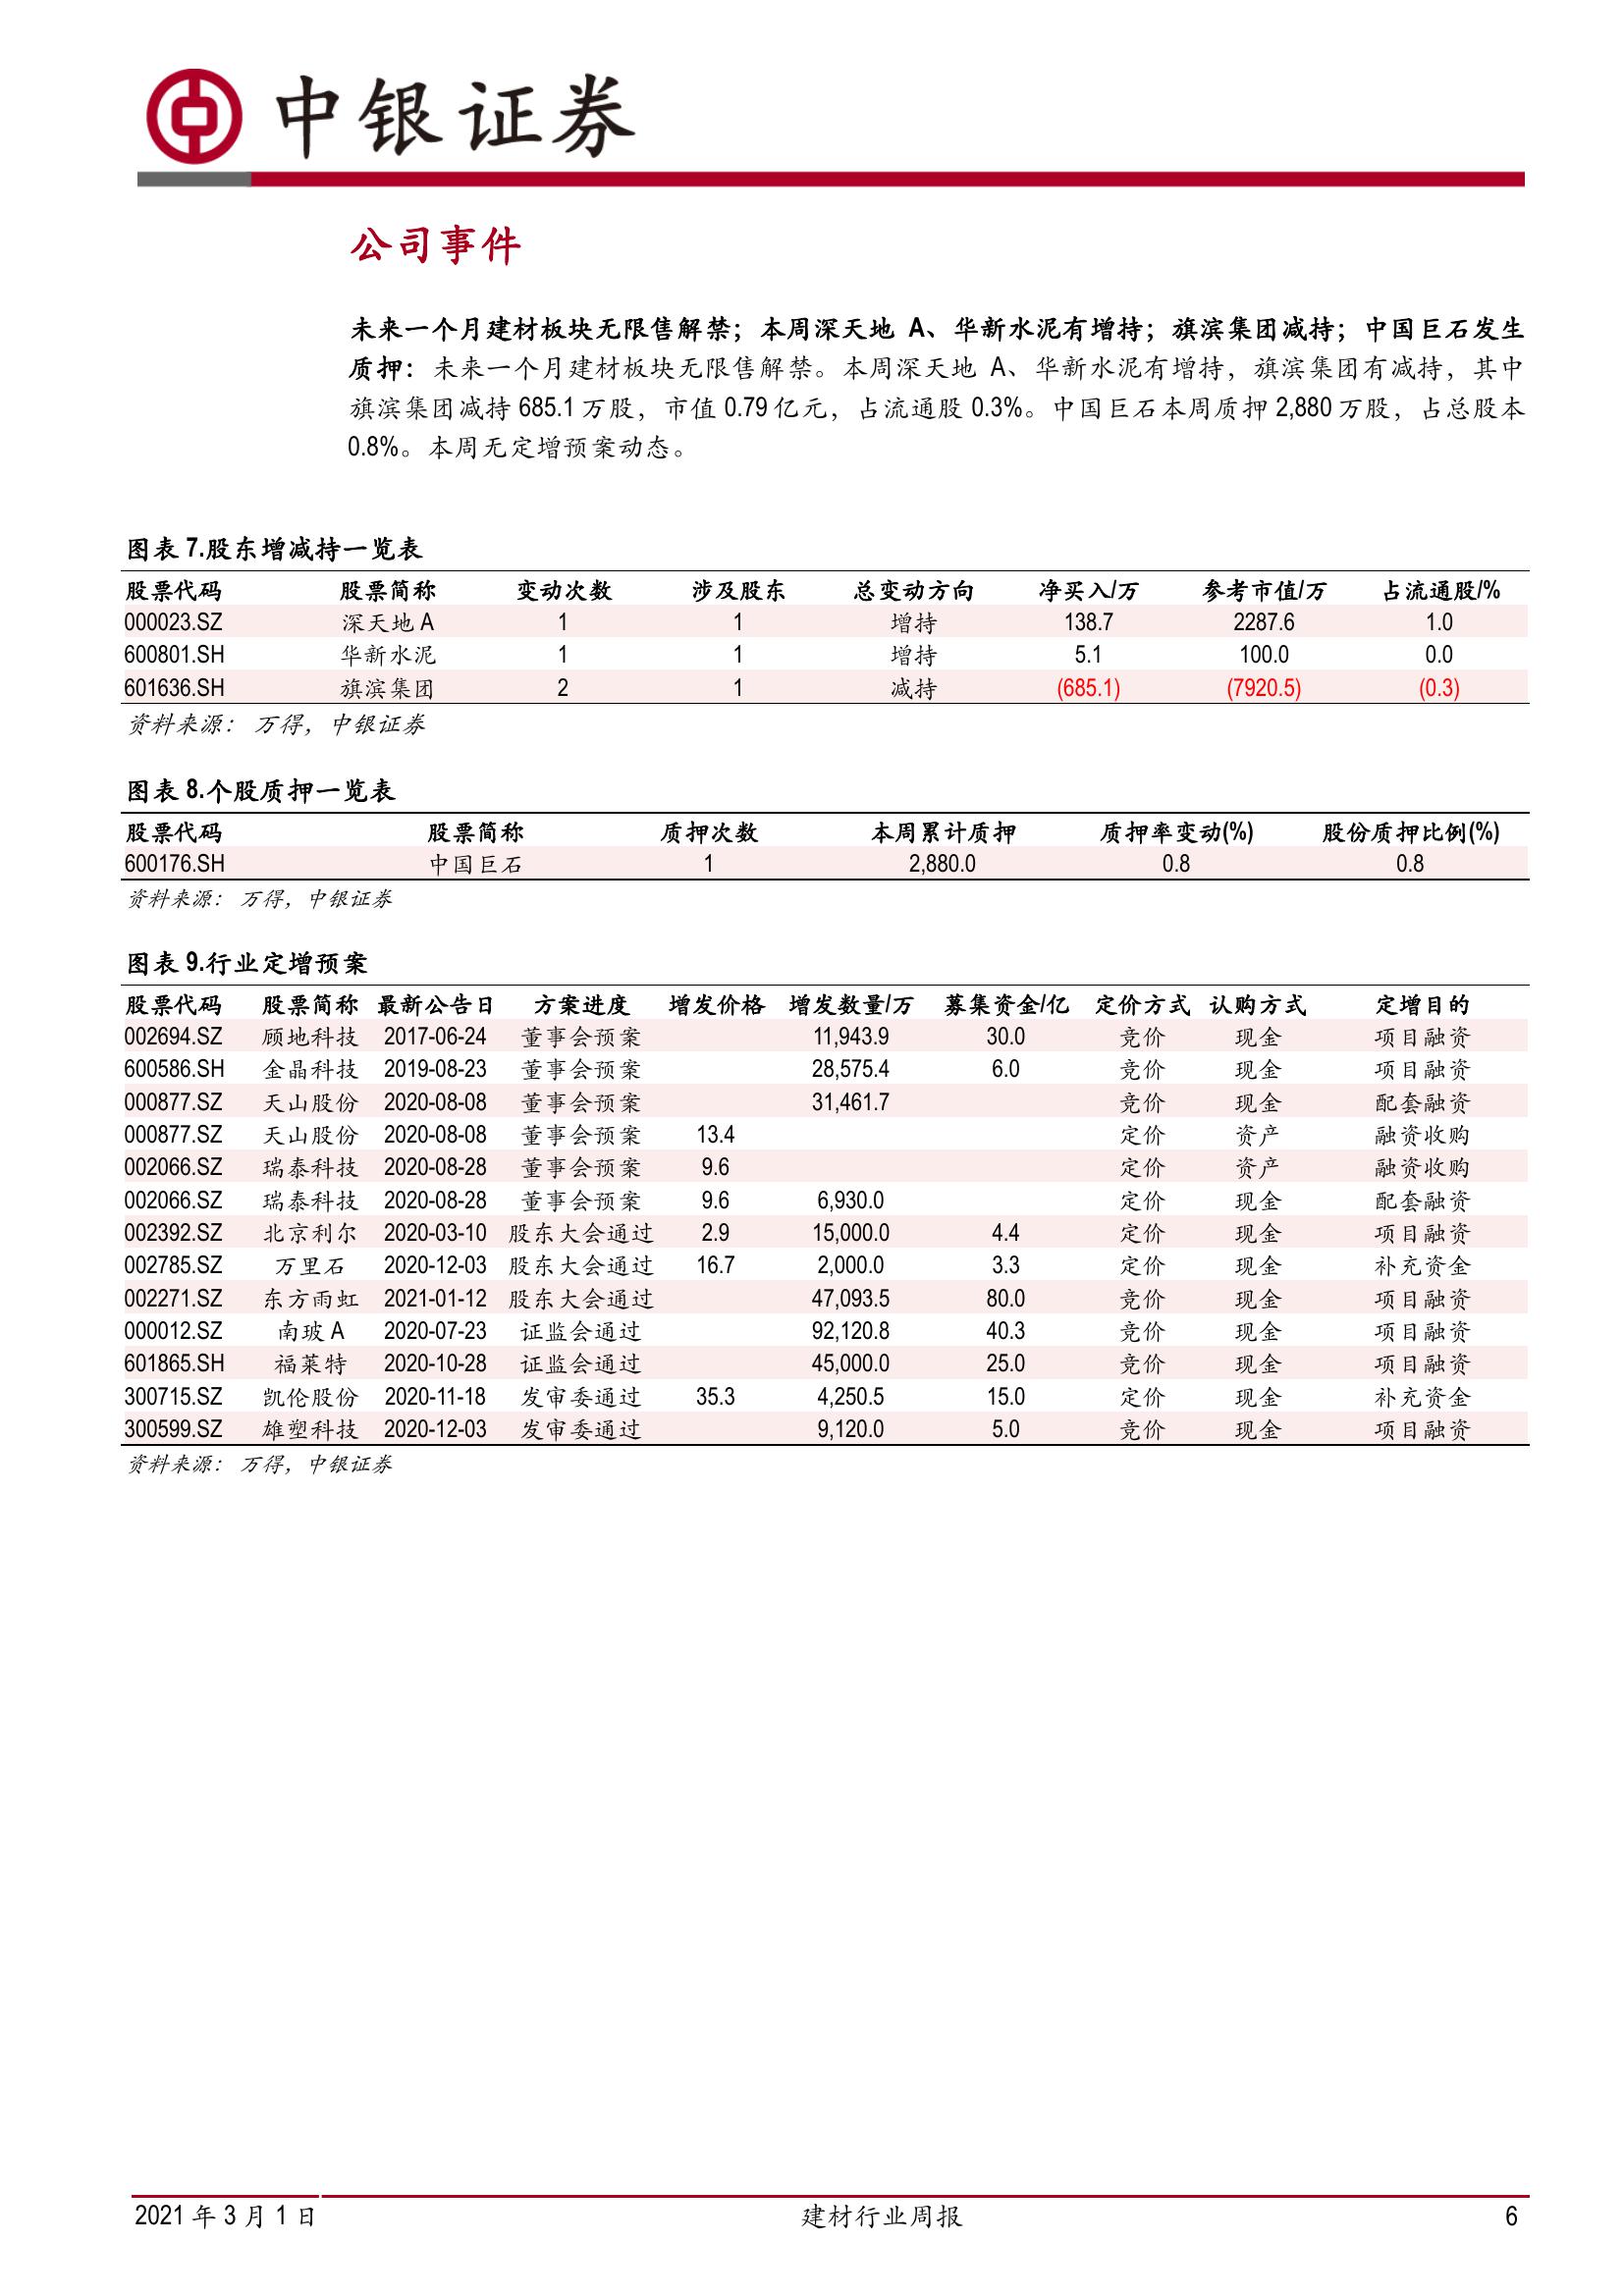 中银证券
公司事件
未来一个月建材板块无限售解禁；本周深天地 A、华新水泥有增持；旗滨集团减持；中国巨石发生
质押：未来一个月建材板块无限售解禁。本周深天地 A、华新水泥有增持，旗滨集团有减持，其中
旗滨集团减持 685.1 万股，市值 0.79 亿元，占流通股 0.3%。中国巨石本周质押 2,880 万股，占总股本
0.8%。本周无定增预案动态。
图表 7.股东增减持一览表
股票代码 股票简称 变动次数 涉及股东 总变动方向 净买入/万 参考市值/万 占流通股/%
000023.SZ 深天地 A 1 1 增持 138.7 2287.6 1.0
600801.SH 华新水泥 1 1 增持 5.1 100.0 0.0
601636.SH 旗滨集团 2 1 减持 (685.1) (7920.5) (0.3)
资料来源：万得，中银证券
图表 8.个股质押一览表
股票代码 股票简称 质押次数 本周累计质押 质押率变动(%) 股份质押比例(%)
600176.SH 中国巨石 1 2,880.0 0.8 0.8
资料来源：万得，中银证券
图表 9.行业定增预案
股票代码 股票简称 最新公告日 方案进度 增发价格 增发数量/万 募集资金/亿 定价方式 认购方式 定增目的
002694.SZ 顾地科技 2017-06-24 董事会预案 11,943.9 30.0 竞价 现金 项目融资
600586.SH 金晶科技 2019-08-23 董事会预案 28,575.4 6.0 竞价 现金 项目融资
000877.SZ 天山股份 2020-08-08 董事会预案 31,461.7 竞价 现金 配套融资
000877.SZ 天山股份 2020-08-08 董事会预案 13.4 定价 资产 融资收购
002066.SZ 瑞泰科技 2020-08-28 董事会预案 9.6 定价 资产 融资收购
002066.SZ 瑞泰科技 2020-08-28 董事会预案 9.6 6,930.0 定价 现金 配套融资
002392.SZ 北京利尔 2020-03-10 股东大会通过 2.9 15,000.0 4.4 定价 现金 项目融资
002785.SZ 万里石 2020-12-03 股东大会通过 16.7 2,000.0 3.3 定价 现金 补充资金
002271.SZ 东方雨虹 2021-01-12 股东大会通过 47,093.5 80.0 竞价 现金 项目融资
000012.SZ 南玻 A 2020-07-23 证监会通过 92,120.8 40.3 竞价 现金 项目融资
601865.SH 福莱特 2020-10-28 证监会通过 45,000.0 25.0 竞价 现金 项目融资
300715.SZ 凯伦股份 2020-11-18 发审委通过 35.3 4,250.5 15.0 定价 现金 补充资金
300599.SZ 雄塑科技 2020-12-03 发审委通过 9,120.0 5.0 竞价 现金 项目融资
资料来源：万得，中银证券
2021 年 3 月 1 日 建材行业周报 6